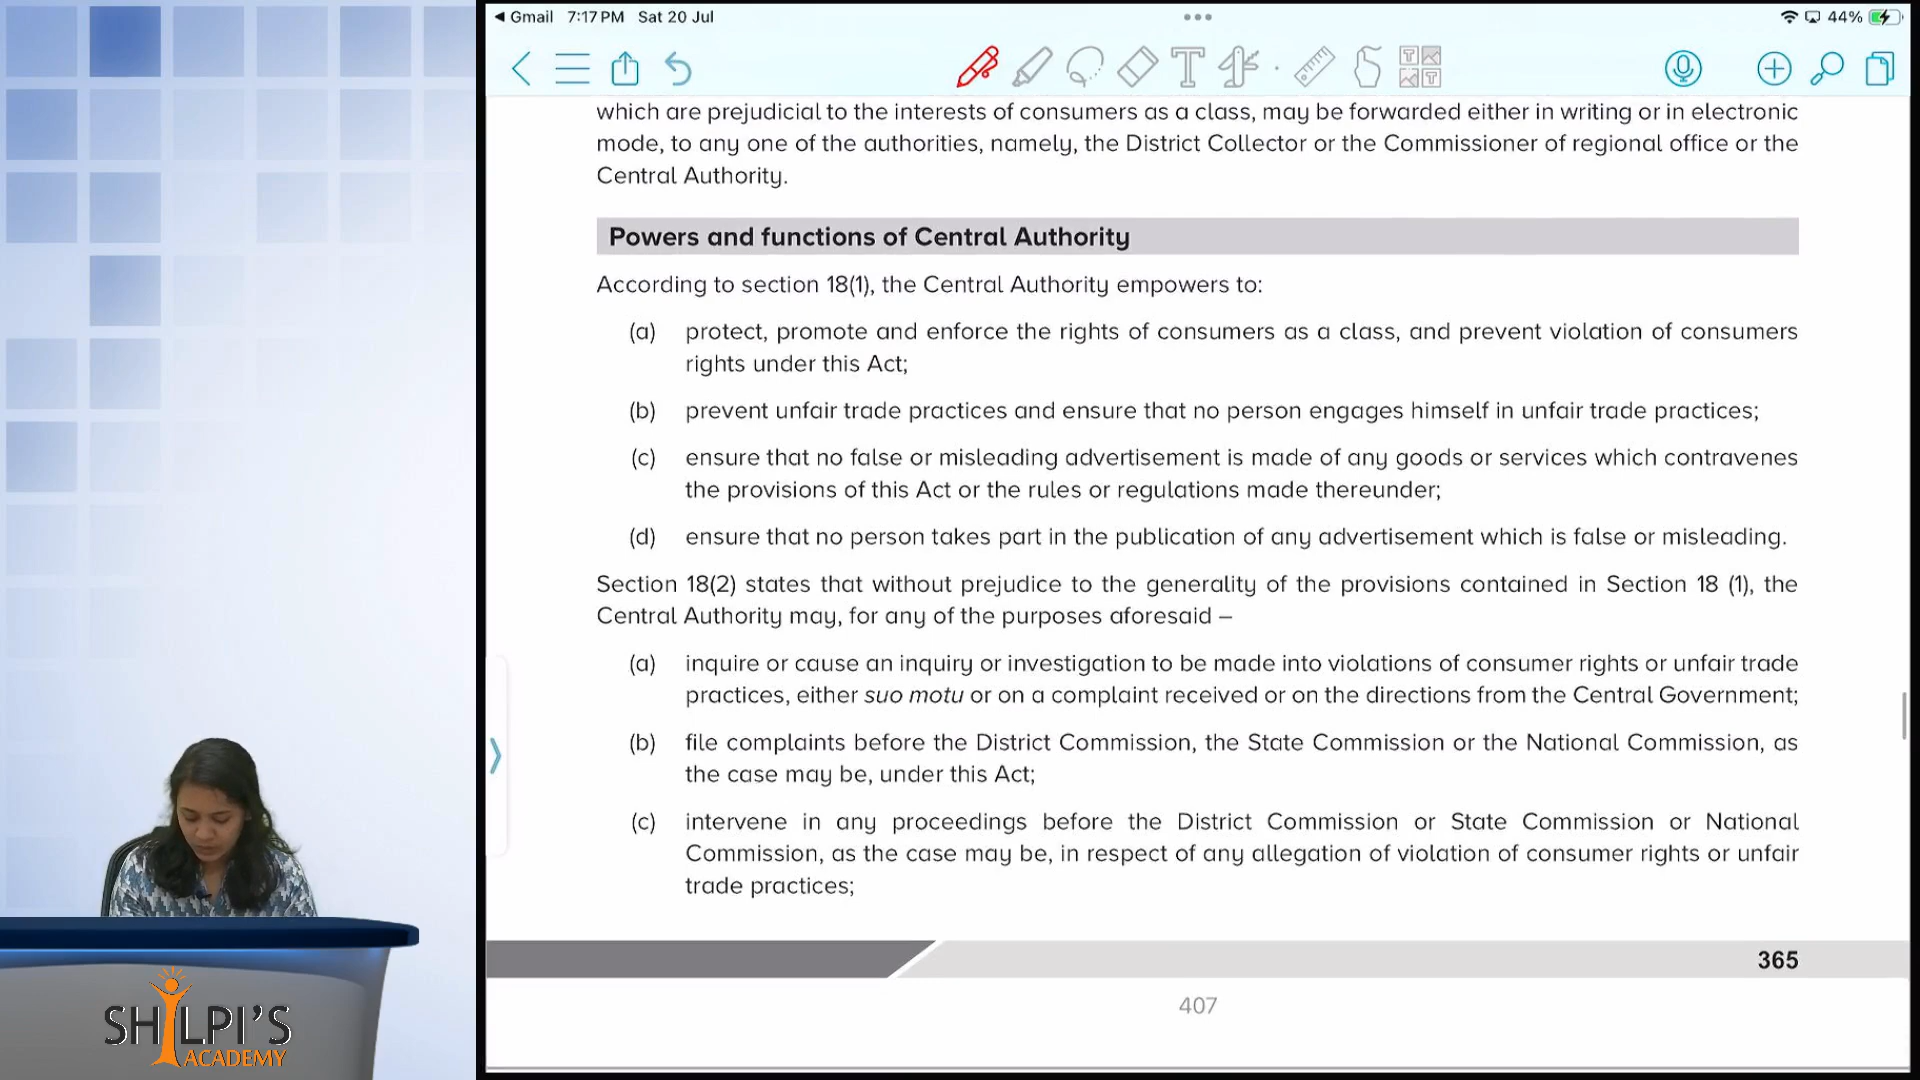 Gmail 7:17 PM Sat 20 Jul
44%
which are prejudicial to the interests of consumers as a class, may be forwarded either in writing or in electronic
mode, to any one of the authorities, namely, the District Collector or the Commissioner of regional office or the
Central Authority.
Powers and functions of Central Authority
According to section 18(1), the Central Authority empowers to:
(a) protect, promote and enforce the rights of consumers as a class, and prevent violation of consumers
rights under this Act;
(b) prevent unfair trade practices and ensure that no person engages himself in unfair trade practices;
(c) ensure that no false or misleading advertisement is made of any goods or services which contravenes
the provisions of this Act or the rules or regulations made thereunder;
(d) ensure that no person takes part in the publication of any advertisement which is false or misleading.
Section 18(2) states that without prejudice to the generality of the provisions contained in Section 18 (1), the
Central Authority may, for any of the purposes aforesaid –
(a) inquire or cause an inquiry or investigation to be made into violations of consumer rights or unfair trade
practices, either suo motu or on a complaint received or on the directions from the Central Government;
(b) file complaints before the District Commission, the State Commission or the National Commission, as
the case may be, under this Act;
(c) intervene in any proceedings before the District Commission or State Commission or National
Commission, as the case may be, in respect of any allegation of violation of consumer rights or unfair
trade practices;
365
407
SHILPI'S
ACADEMY